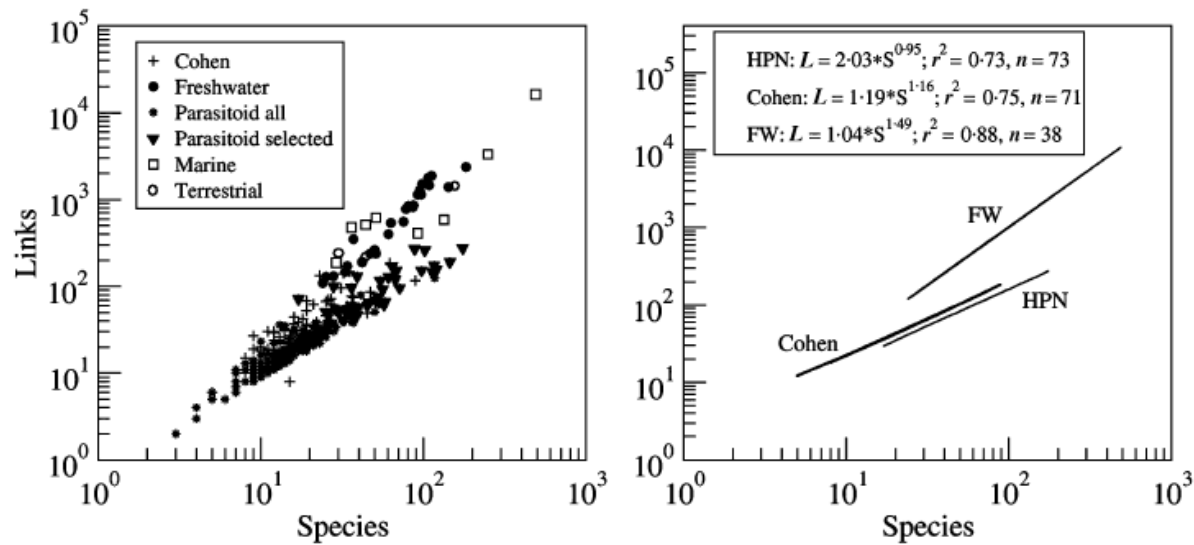 10^5
10^4
10^3
10^2
10^1
10^0
Links
Cohen
Freshwater
Parasitoid all
Parasitoid selected
Marine
Terrestrial
10^0 10^1 10^2 10^3
Species
HPN: L = 2·03*S^0·95; r^2 = 0·73, n = 73
Cohen: L = 1·19*S^1·16; r^2 = 0·75, n = 71
FW: L = 1·04*S^1·49; r^2 = 0·88, n = 38
10^5
10^4
10^3
10^2
10^1
10^0
FW
HPN
Cohen
10^0 10^1 10^2 10^3
Species